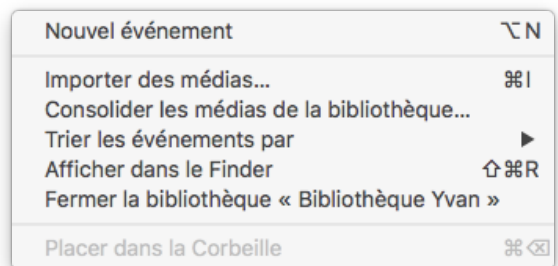 Nouvel événement ⌥N
Importer des médias... ⌘I
Consolider les médias de la bibliothèque...
Trier les événements par ▶
Afficher dans le Finder ⇧⌘R
Fermer la bibliothèque « Bibliothèque Yvan »
Placer dans la Corbeille ⌘⌫